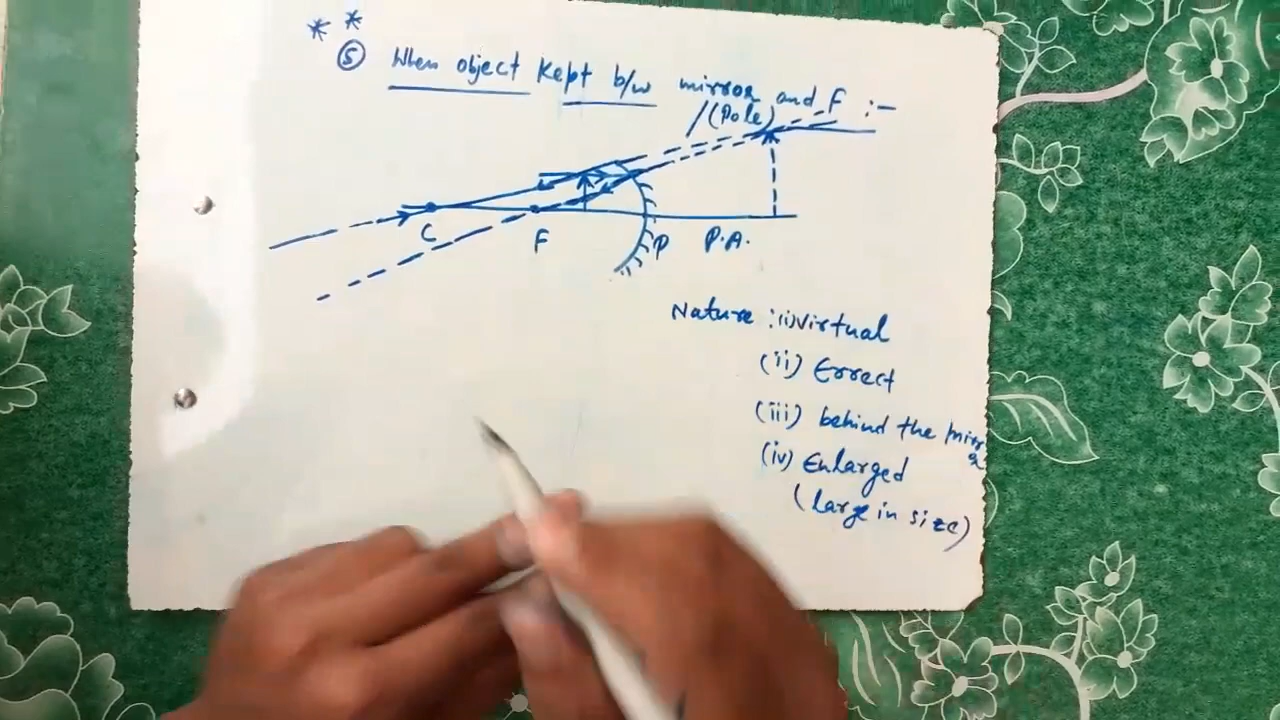 * *
⑤ When object kept b/w mirror and F :-
/(Pole)
C
F
P
P.A.
Nature : (i) virtual
(ii) Errect
(iii) behind the mirror
(iv) Enlarged
(large in size)